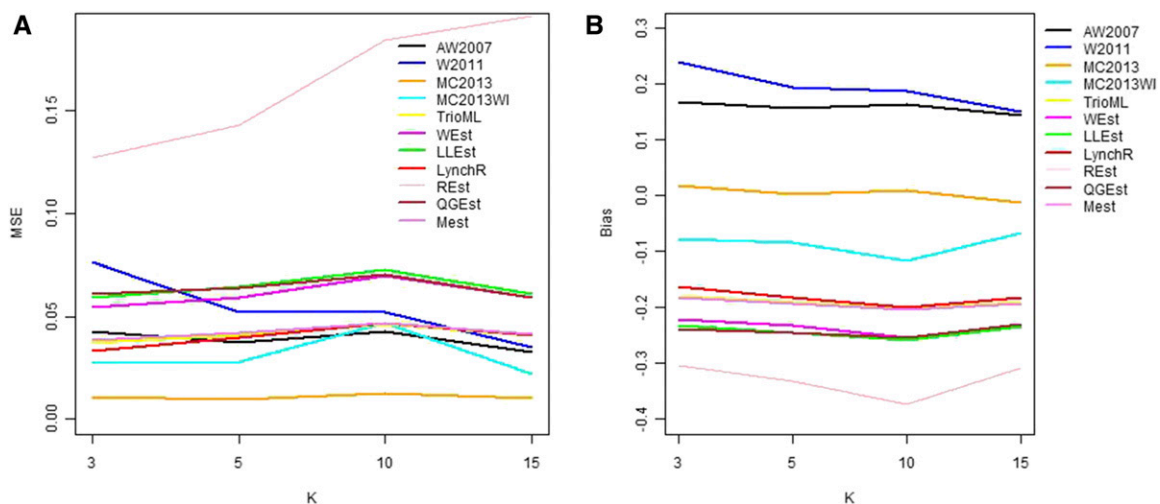 A
MSE
0.15
0.10
0.05
0.00
AW2007
W2011
MC2013
MC2013WI
TrioML
WEst
LLEst
LynchR
REst
QGEst
Mest
3
5
10
15
K
B
Bias
0.3
0.2
0.1
0.0
-0.1
-0.2
-0.3
-0.4
3
5
10
15
K
AW2007
W2011
MC2013
MC2013WI
TrioML
WEst
LLEst
LynchR
REst
QGEst
Mest